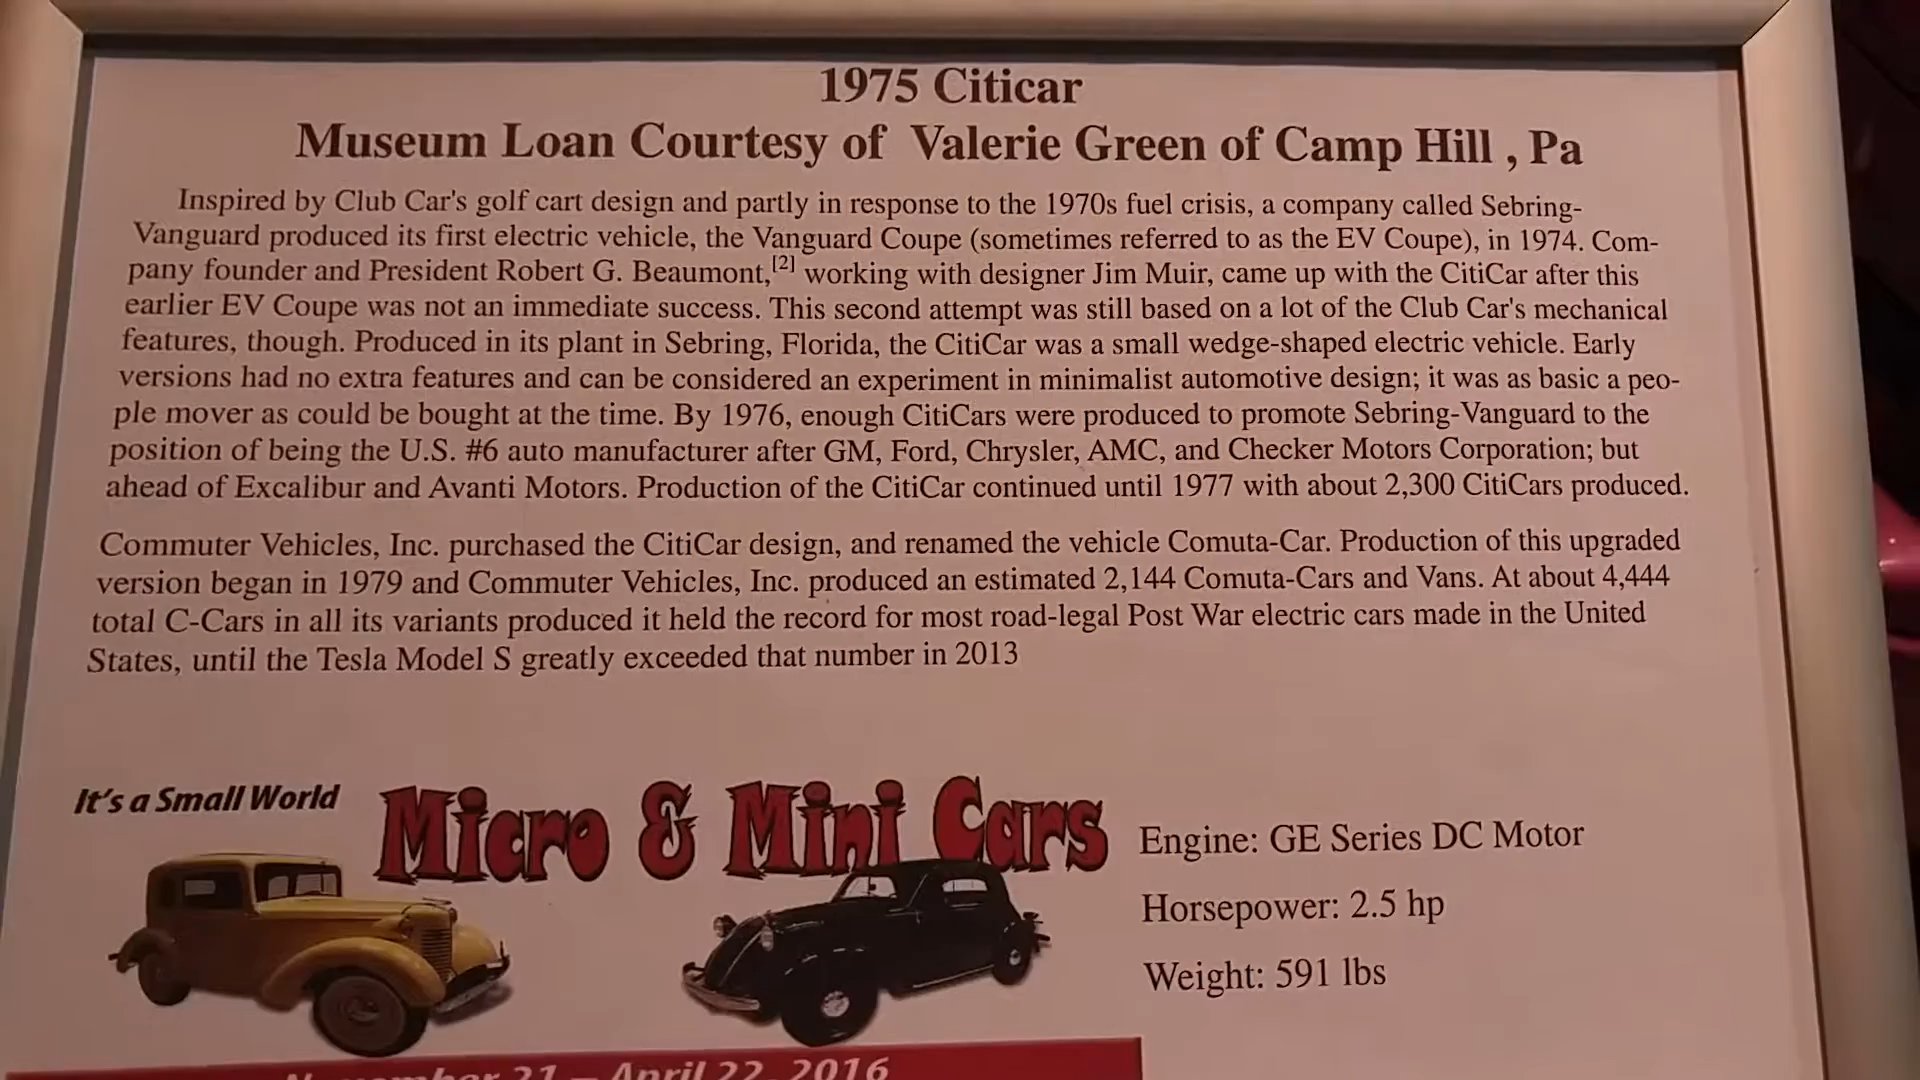 1975 Citicar
Museum Loan Courtesy of Valerie Green of Camp Hill , Pa
Inspired by Club Car's golf cart design and partly in response to the 1970s fuel crisis, a company called Sebring-
Vanguard produced its first electric vehicle, the Vanguard Coupe (sometimes referred to as the EV Coupe), in 1974. Com-
pany founder and President Robert G. Beaumont,[2] working with designer Jim Muir, came up with the CitiCar after this
earlier EV Coupe was not an immediate success. This second attempt was still based on a lot of the Club Car's mechanical
features, though. Produced in its plant in Sebring, Florida, the CitiCar was a small wedge-shaped electric vehicle. Early
versions had no extra features and can be considered an experiment in minimalist automotive design; it was as basic a peo-
ple mover as could be bought at the time. By 1976, enough CitiCars were produced to promote Sebring-Vanguard to the
position of being the U.S. #6 auto manufacturer after GM, Ford, Chrysler, AMC, and Checker Motors Corporation; but
ahead of Excalibur and Avanti Motors. Production of the CitiCar continued until 1977 with about 2,300 CitiCars produced.
Commuter Vehicles, Inc. purchased the CitiCar design, and renamed the vehicle Comuta-Car. Production of this upgraded
version began in 1979 and Commuter Vehicles, Inc. produced an estimated 2,144 Comuta-Cars and Vans. At about 4,444
total C-Cars in all its variants produced it held the record for most road-legal Post War electric cars made in the United
States, until the Tesla Model S greatly exceeded that number in 2013
It's a Small World
Micro & Mini Cars
Engine: GE Series DC Motor
Horsepower: 2.5 hp
Weight: 591 lbs
November 21 – April 22, 2016